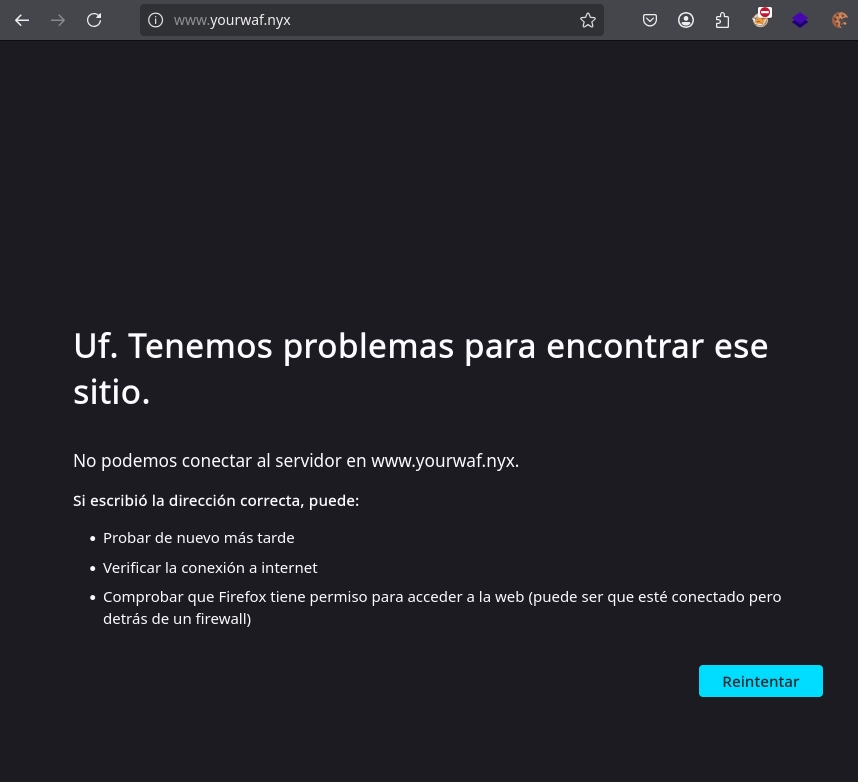 www.yourwaf.nyx
Uf. Tenemos problemas para encontrar ese
sitio.
No podemos conectar al servidor en www.yourwaf.nyx.
Si escribió la dirección correcta, puede:
• Probar de nuevo más tarde
• Verificar la conexión a internet
• Comprobar que Firefox tiene permiso para acceder a la web (puede ser que esté conectado pero
detrás de un firewall)
Reintentar